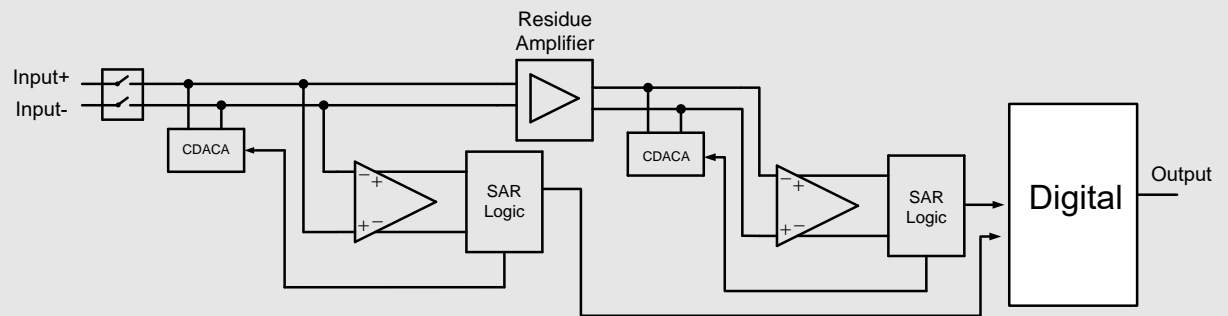 Residue
Amplifier
Input+
Input-
CDACA
CDACA
SAR
Logic
SAR
Logic
Digital
Output
− +
+ −
− +
+ −